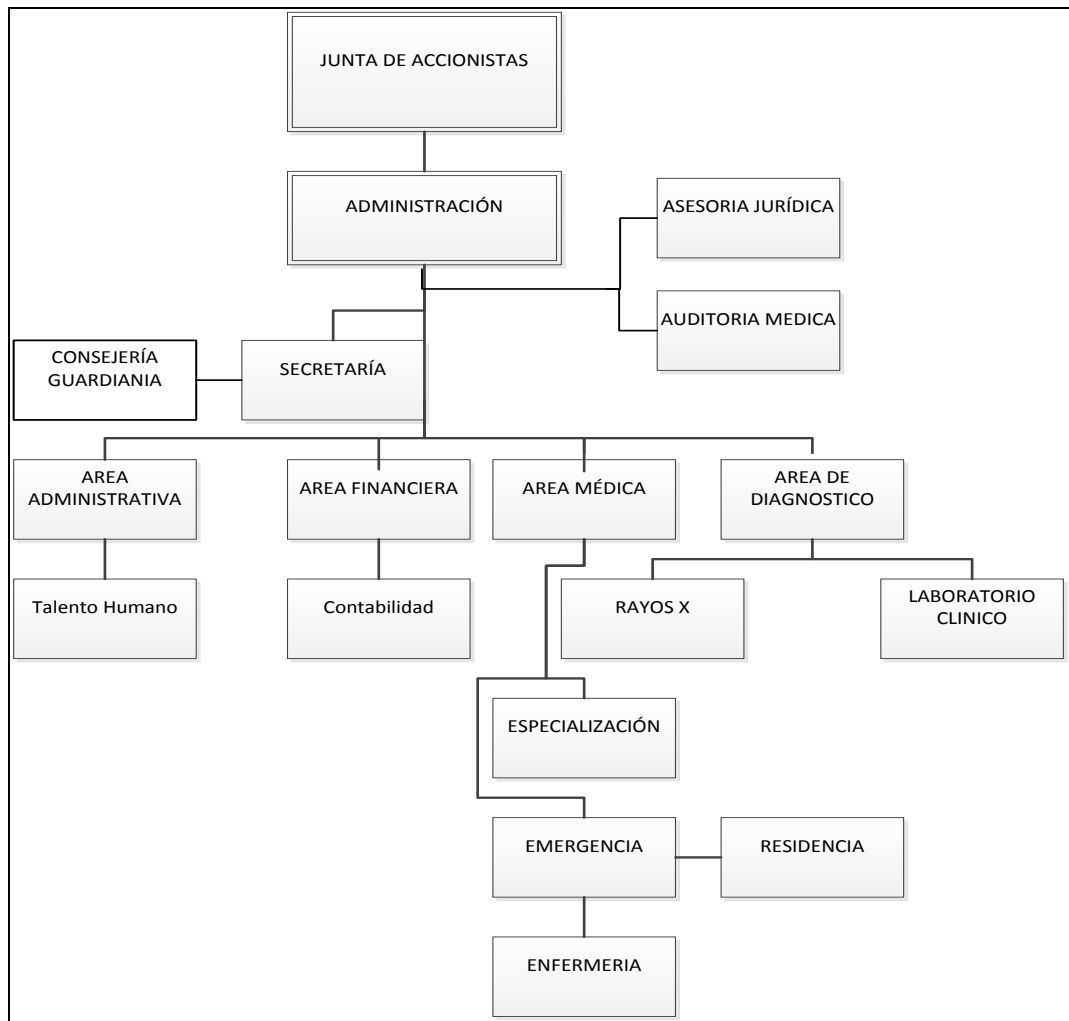 JUNTA DE ACCIONISTAS
ADMINISTRACIÓN
ASESORIA JURÍDICA
AUDITORIA MEDICA
CONSEJERÍA
GUARDIANIA
SECRETARÍA
AREA
ADMINISTRATIVA
AREA FINANCIERA
AREA MÉDICA
AREA DE
DIAGNOSTICO
Talento Humano
Contabilidad
RAYOS X
LABORATORIO
CLINICO
ESPECIALIZACIÓN
EMERGENCIA
RESIDENCIA
ENFERMERIA